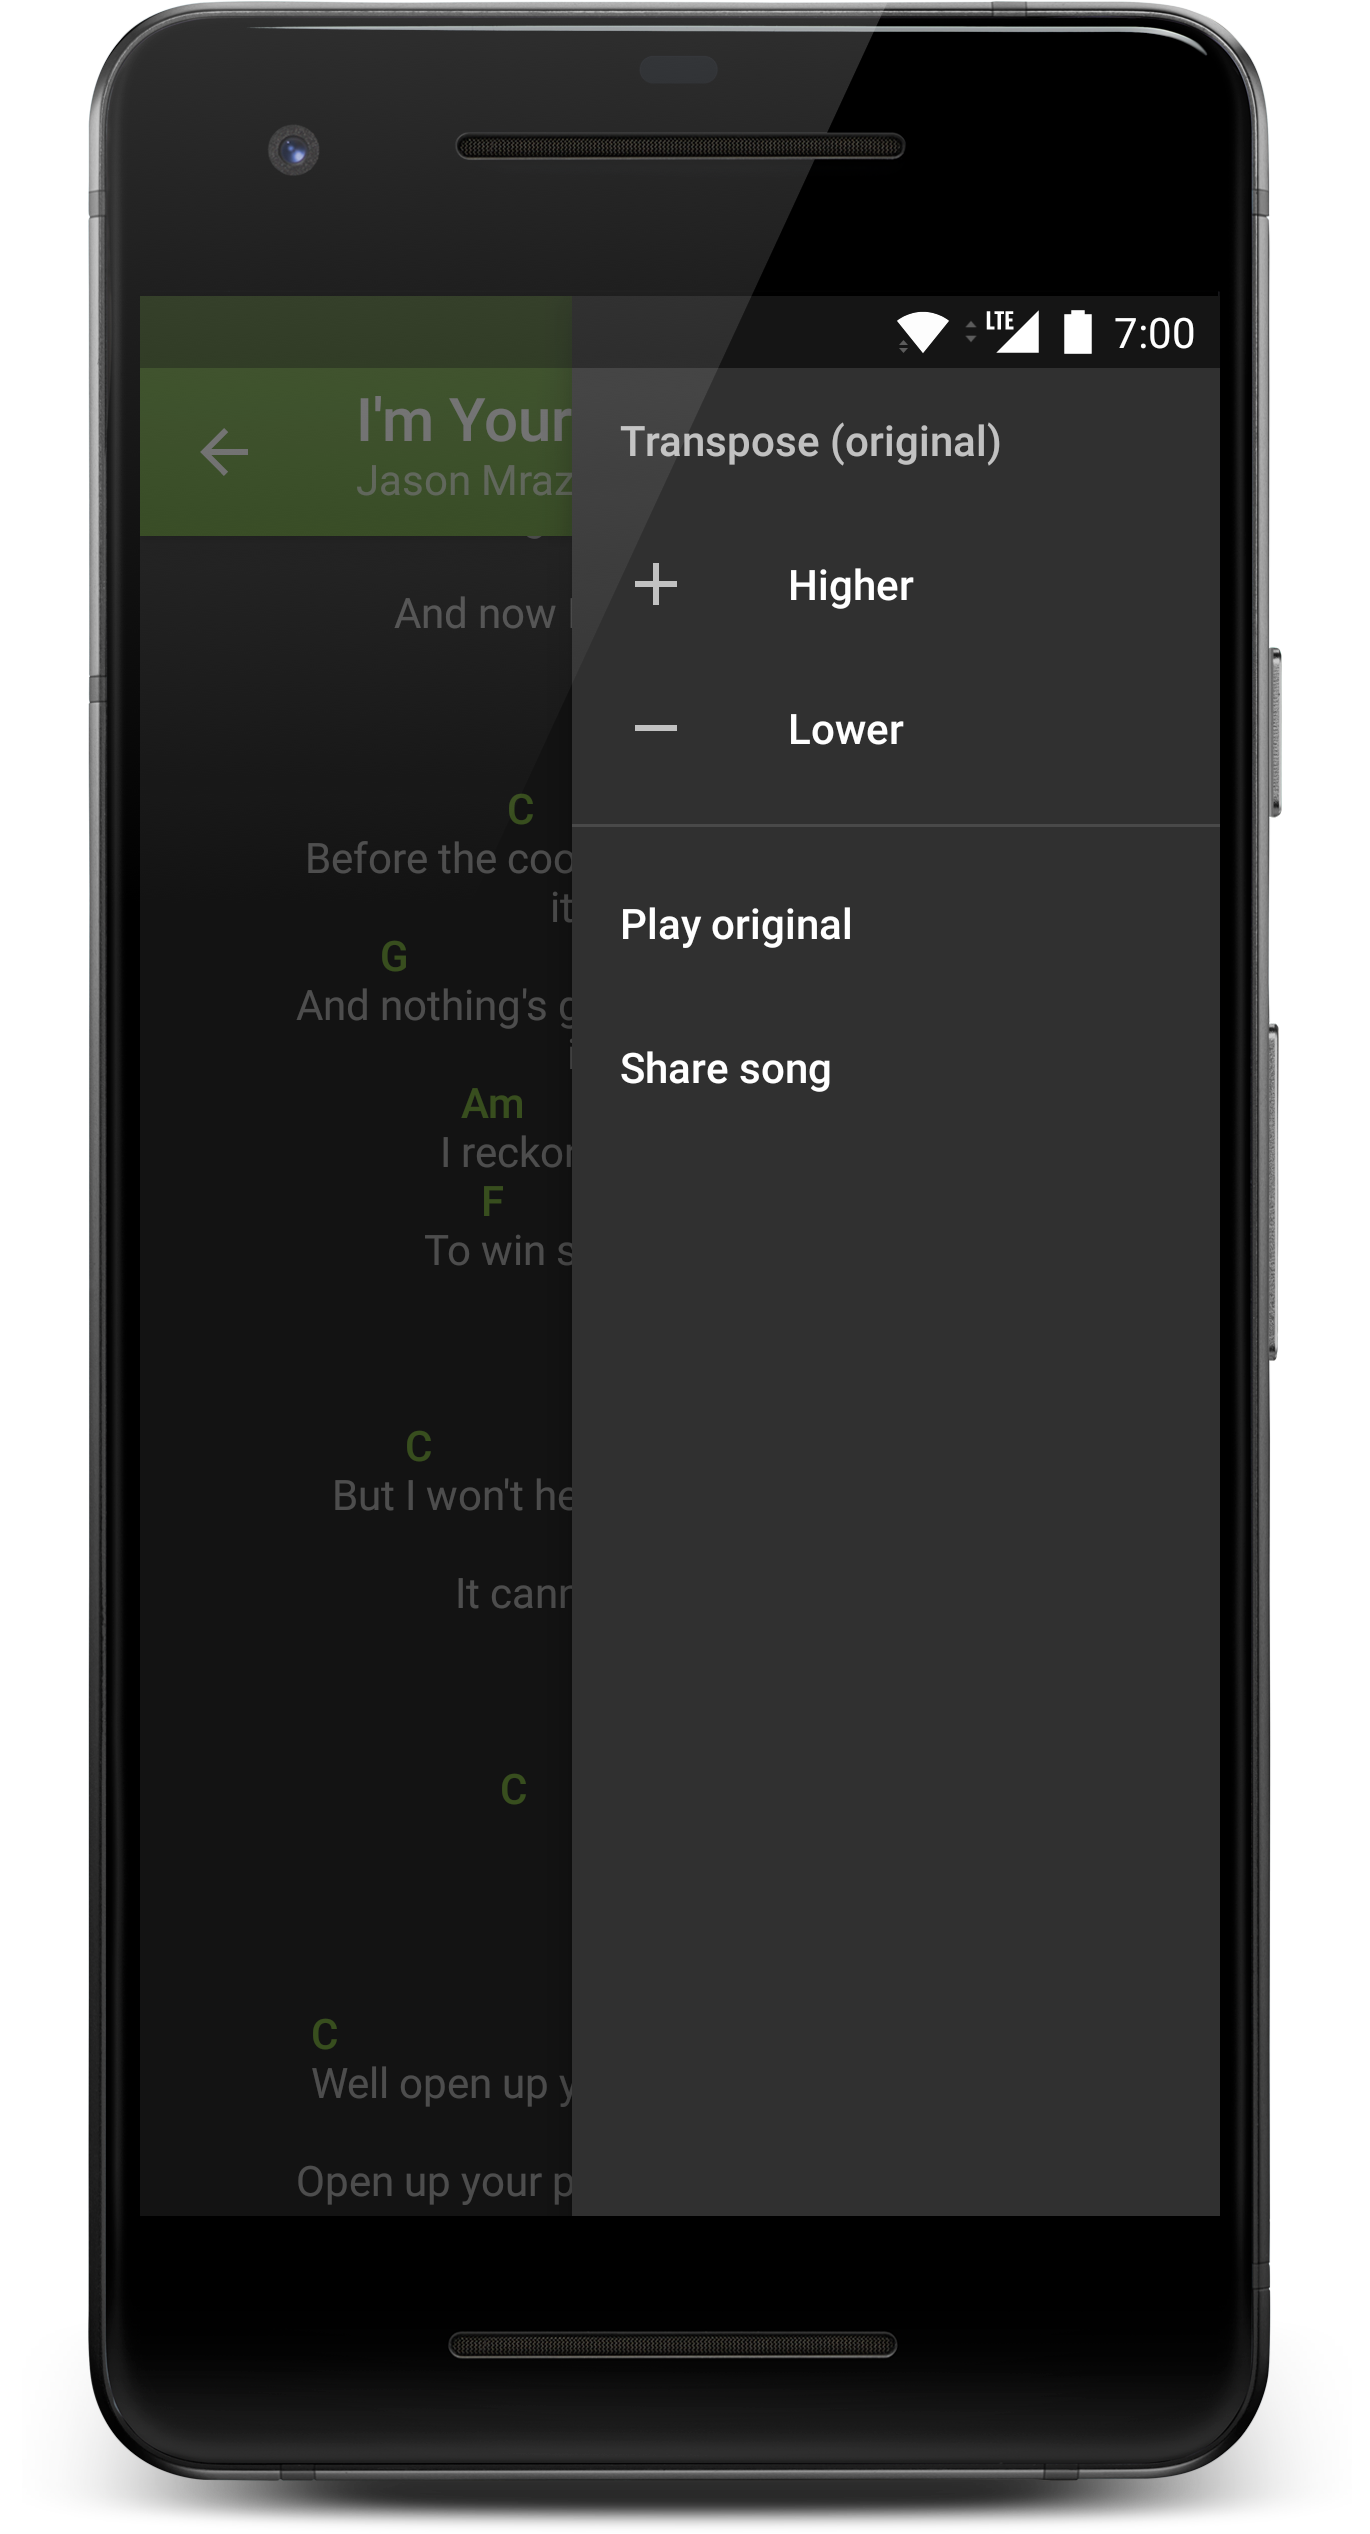 LTE 7:00
I'm Your
Jason Mraz
Transpose (original)
Higher
Lower
Play original
Share song
And now
C
Before the coo
it
G
And nothing's g
Am
I reckon
F
To win s
C
But I won't he
It cann
C
C
Well open up y
Open up your p